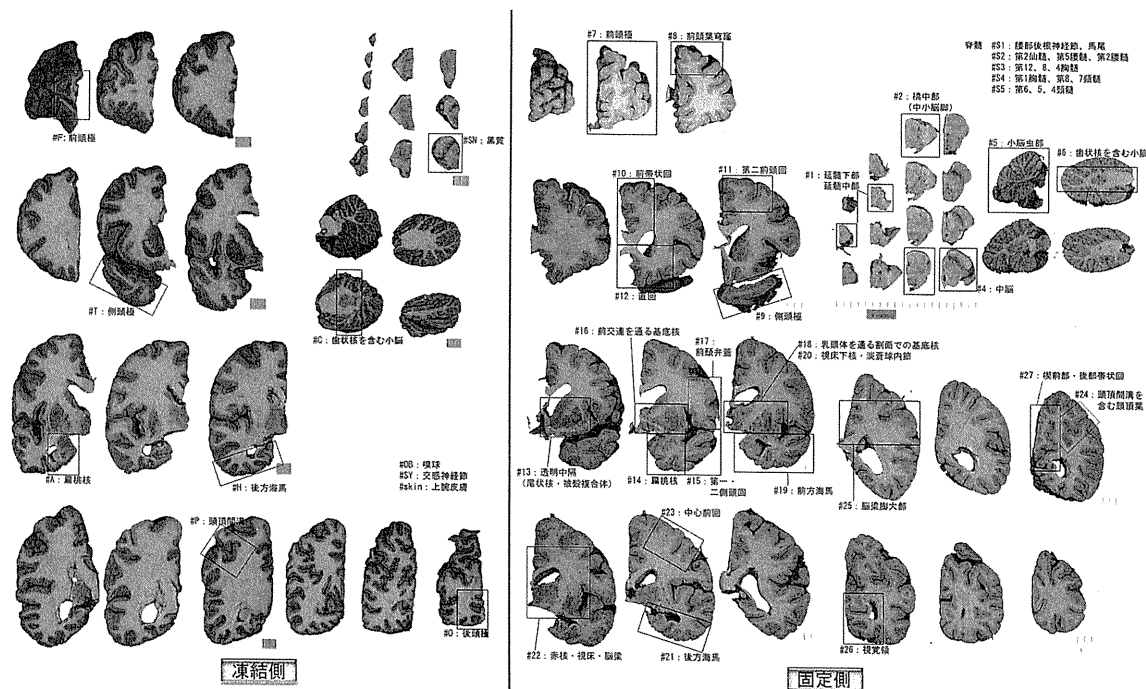 #F：前頭極
#SN：黒質
#T：側頭極
#C：歯状核を含む小脳
#A：扁桃核
#H：後方海馬
#OB：嗅球
#SY：交感神経節
#skin：上腕皮膚
#P：頭頂間溝
#O：後頭極
凍結側
#7：前頭極
#8：前頭葉穹窿
脊髄 #S1：腰部後根神経節、馬尾
#S2：第2仙髄、第5腰髄、第2腰髄
#S3：第12、8、4胸髄
#S4：第1胸髄、第8、7頚髄
#S5：第6、5、4頚髄
#2：橋中部
(中小脳脚)
#5：小脳虫部
#6：歯状核を含む小脳
#1：延髄下部
延髄中部
#10：前帯状回
#11：第二前頭回
#4：中脳
#12：直回
#9：側頭極
#16：前交連を通る基底核
#17：
前頭弁蓋
#18：乳頭体を通る割面での基底核
#20：視床下核・淡蒼球内節
#27：楔前部・後部帯状回
#24：頭頂間溝を
含む頭頂葉
#13：透明中隔
(尾状核・被殻複合体)
#14：扁桃核
#15：第一・
二側頭回
#19：前方海馬
#25：脳梁膨大部
#23：中心前回
#22：赤核・視床・脳梁
#21：後方海馬
#26：視覚領
固定側